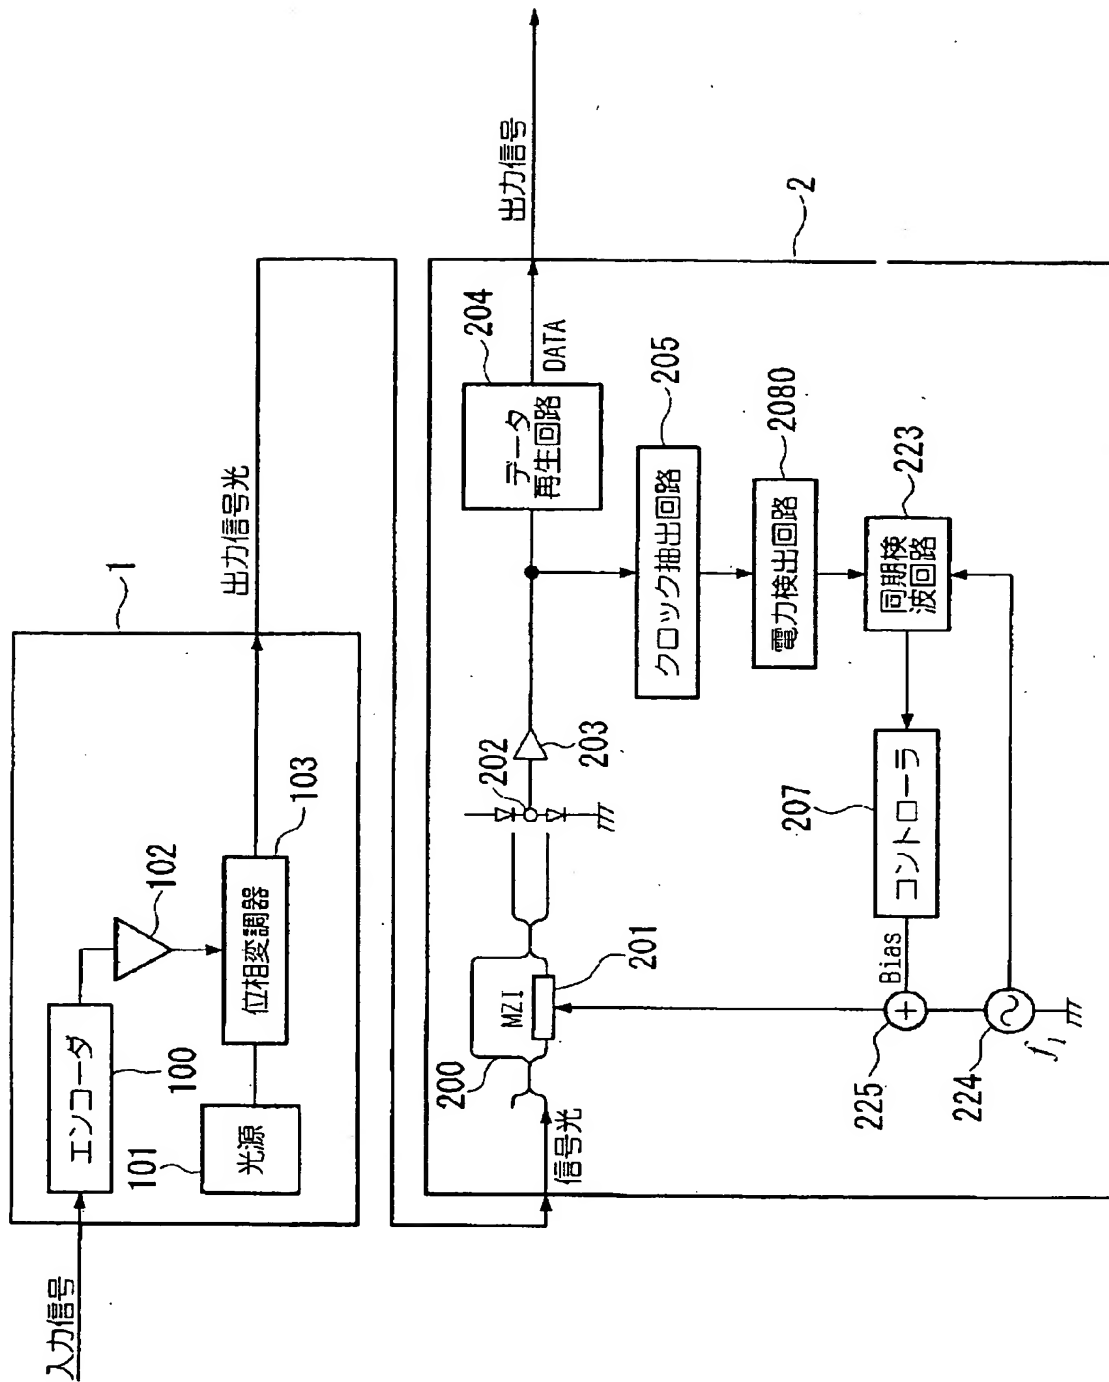 入力信号
エンコーダ
100
102
101
光源
位相変調器
103
1
出力信号光
信号光
200
MZI
201
202
203
データ
再生回路
204
DATA
出力信号
2
クロック抽出回路
205
電力検出回路
2080
同期検
波回路
223
コントローラ
207
Bias
225
224
f1